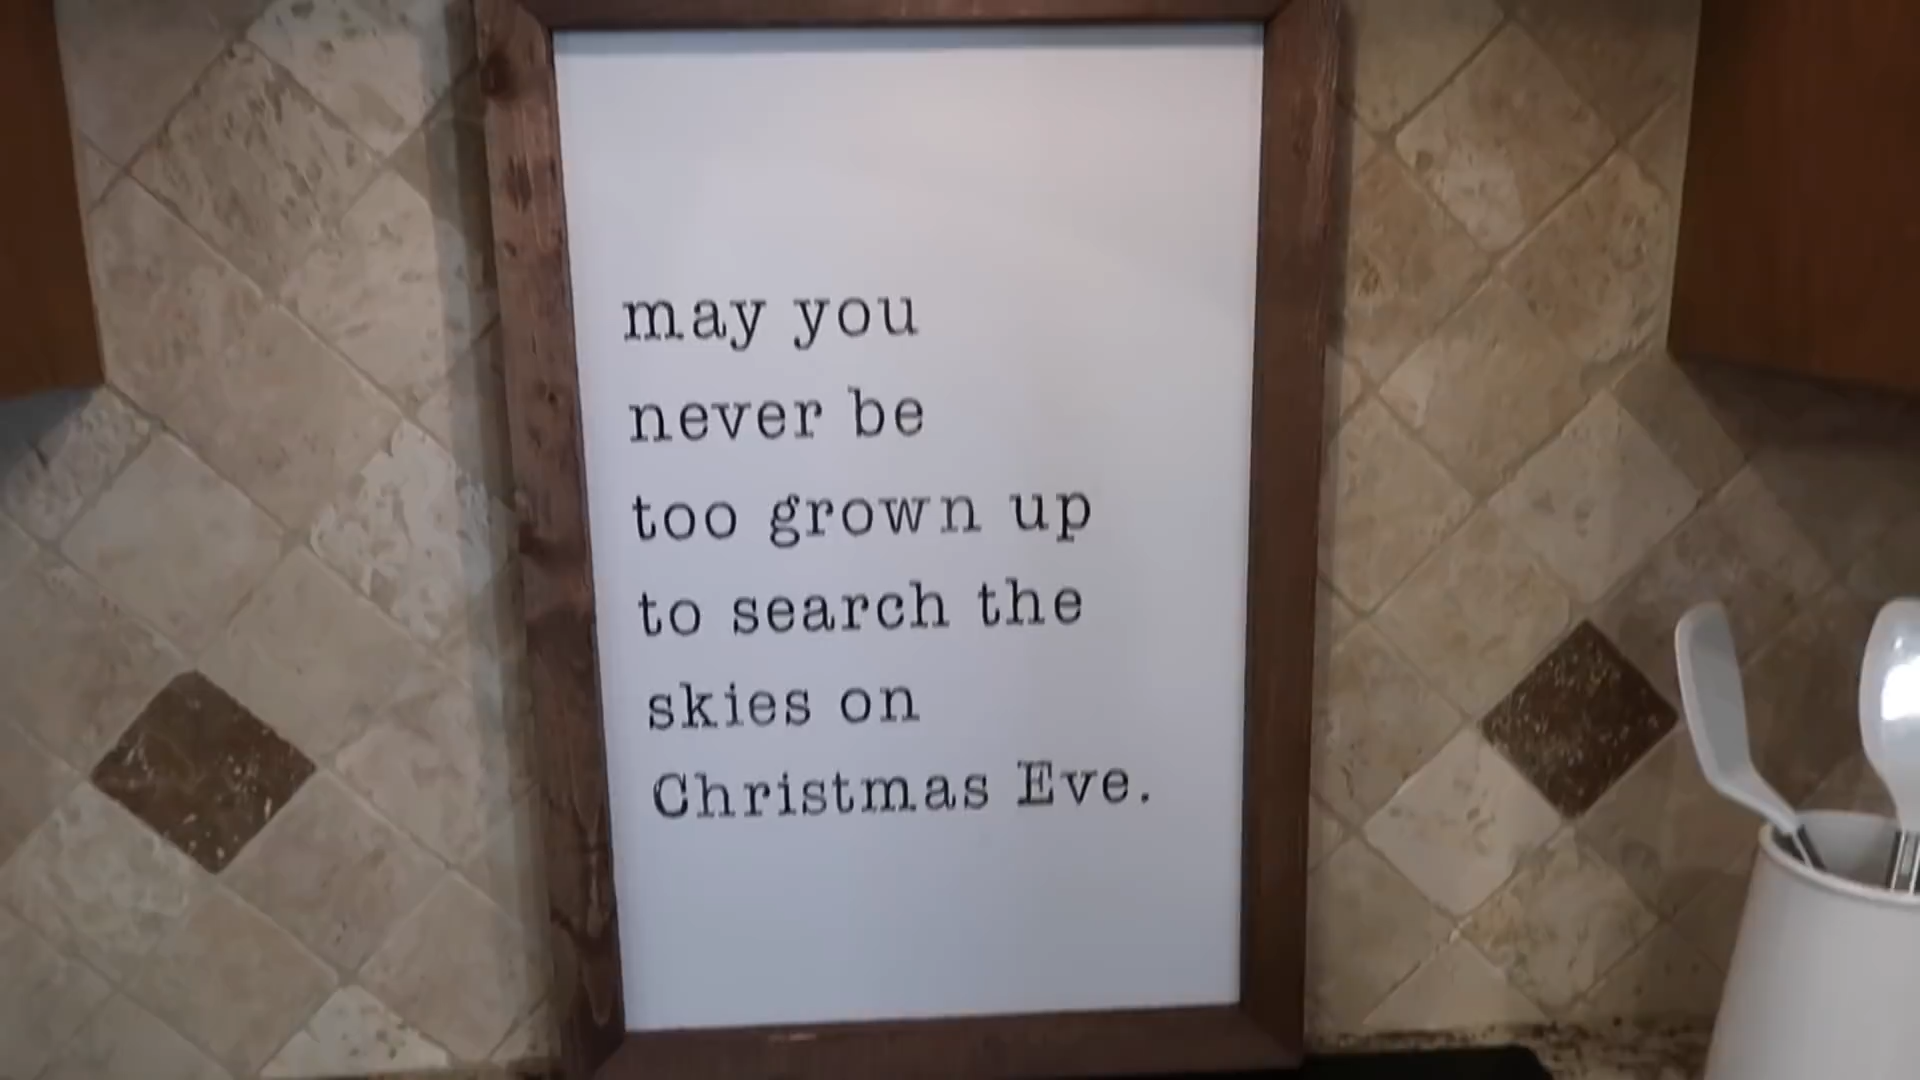 may you
never be
too grown up
to search the
skies on
Christmas Eve.